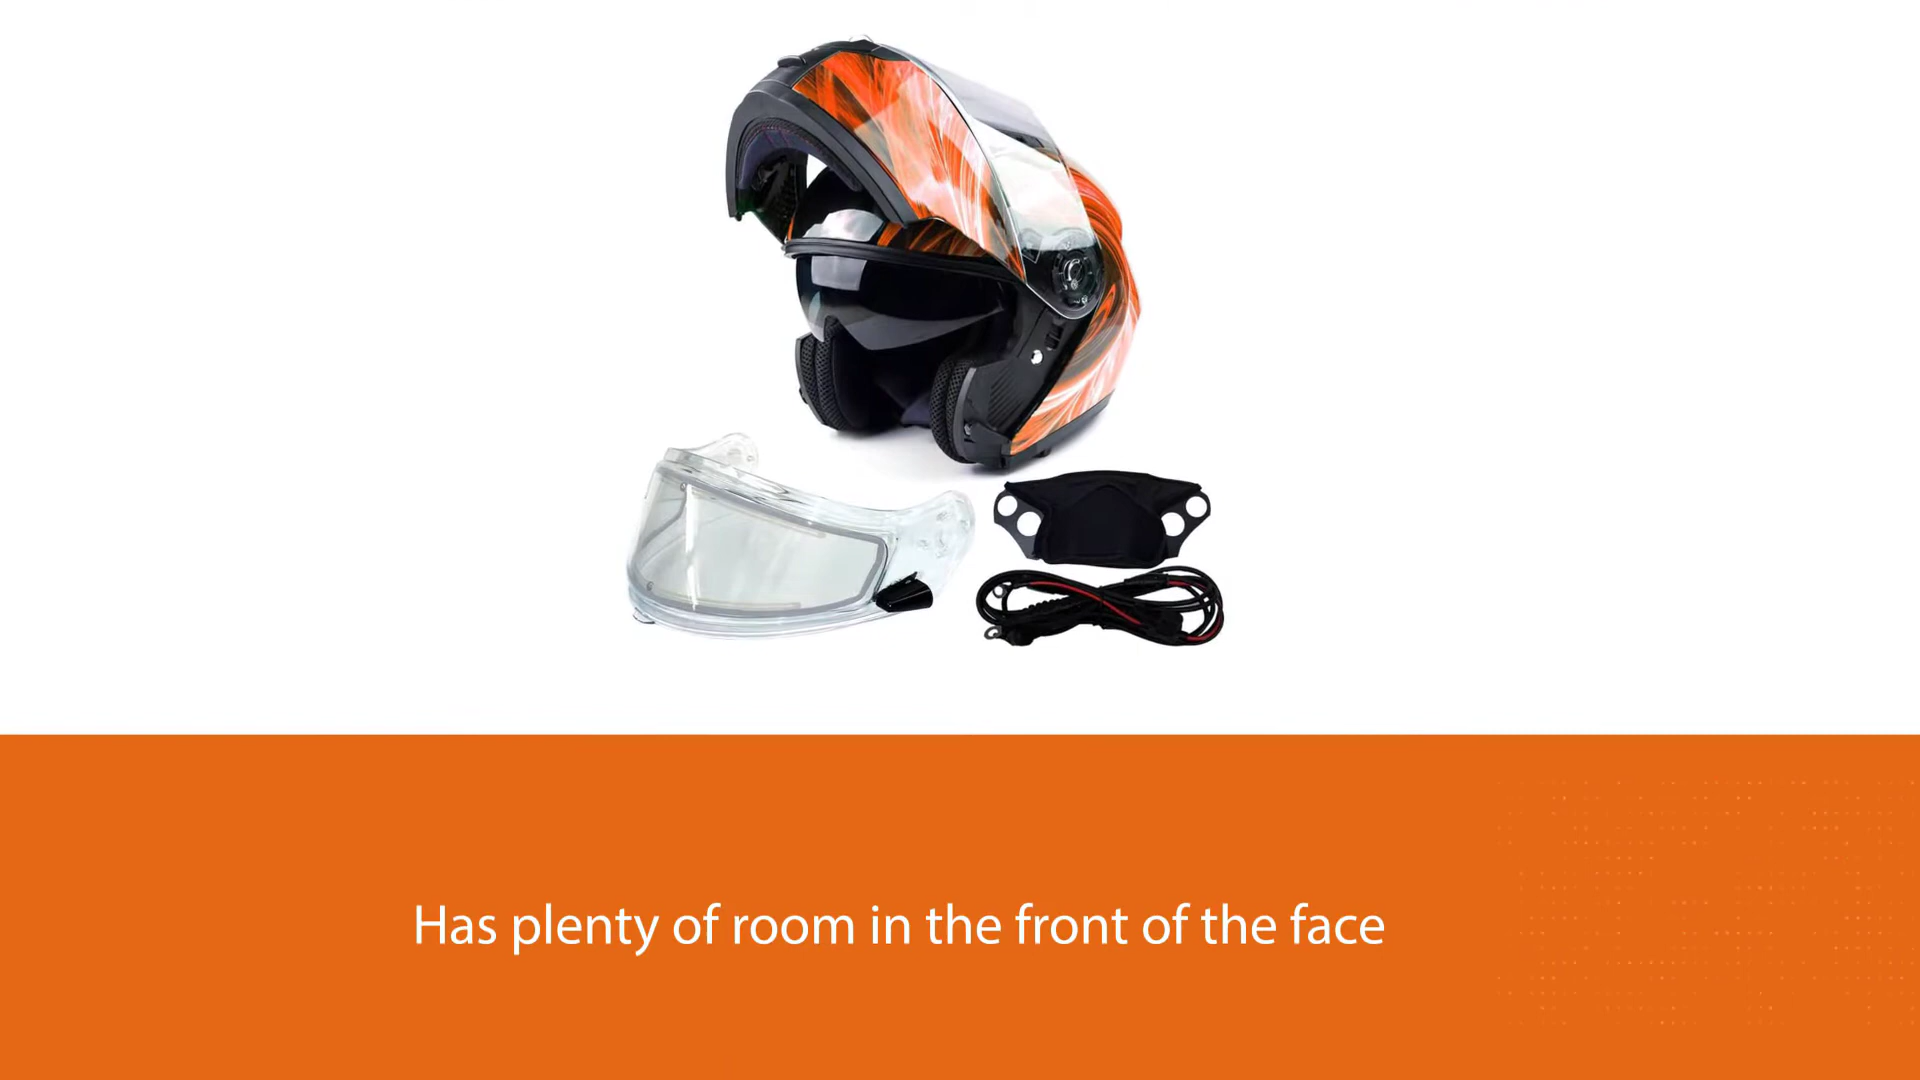 Has plenty of room in the front of the face